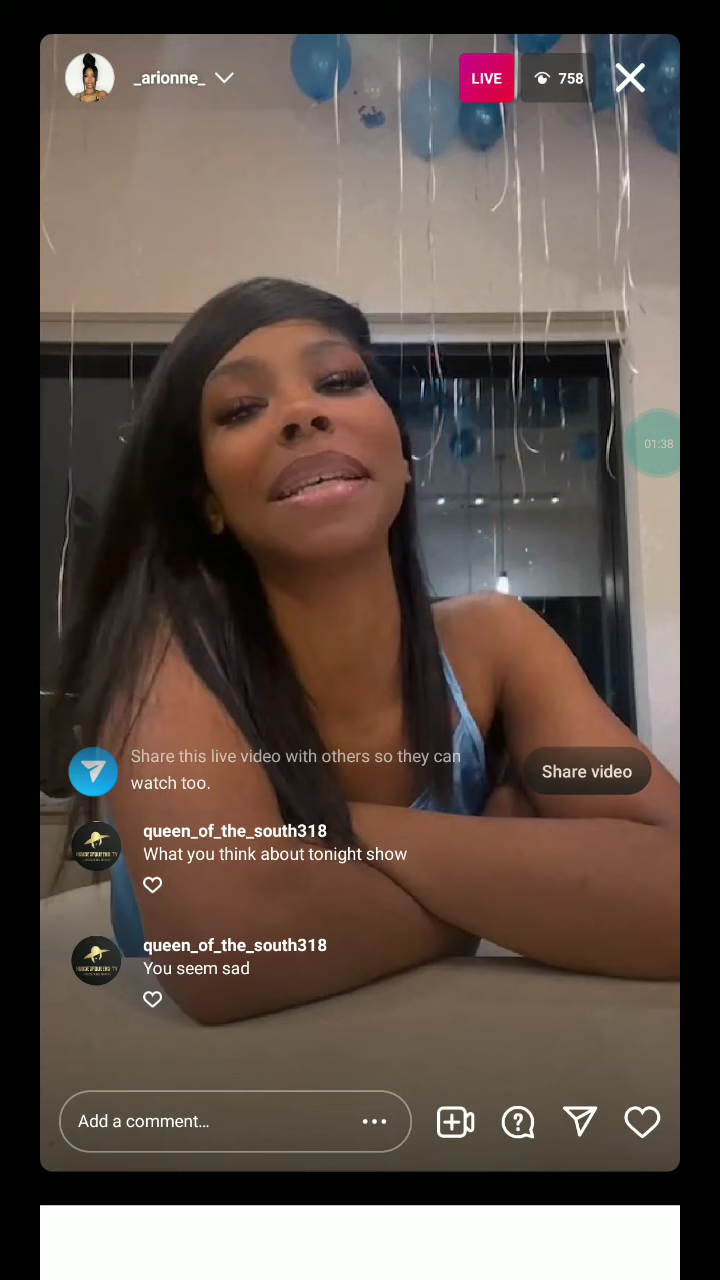 _arionne_
LIVE
758
01:38
Share this live video with others so they can
watch too.
Share video
queen_of_the_south318
What you think about tonight show
queen_of_the_south318
You seem sad
Add a comment…